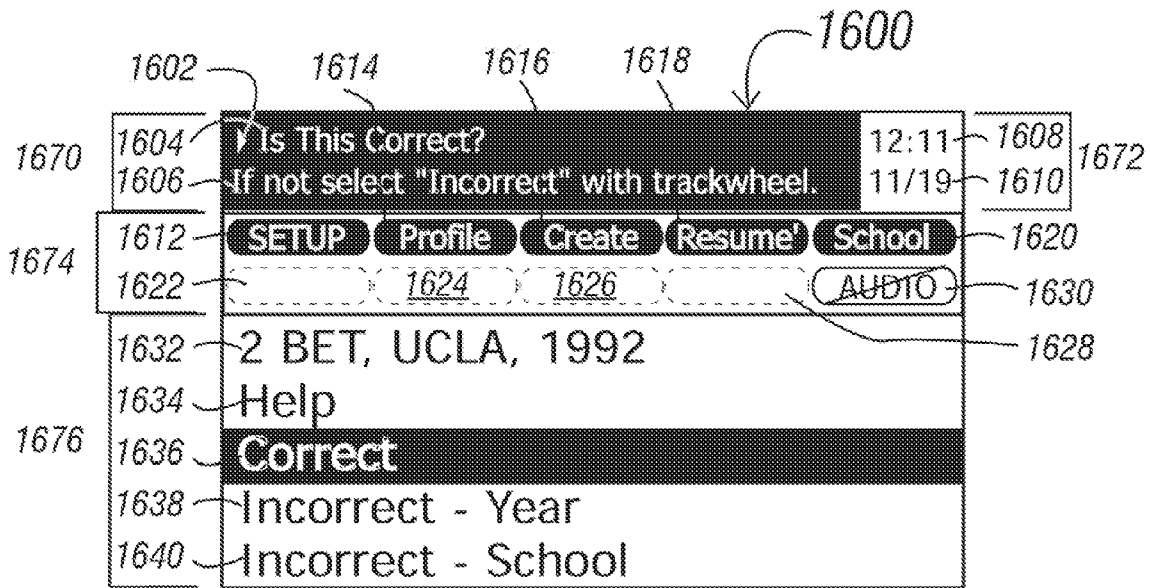 1600
1602 1614 1616 1618
1670 1604 Is This Correct? 12:11 1608 1672
1606 If not select "Incorrect" with trackwheel. 11/19 1610
1674 1612 SETUP Profile Create Resume' School 1620
1622 1624 1626 AUDIO 1630
1632 2 BET, UCLA, 1992 1628
1634 Help
1676 1636 Correct
1638 Incorrect - Year
1640 Incorrect - School